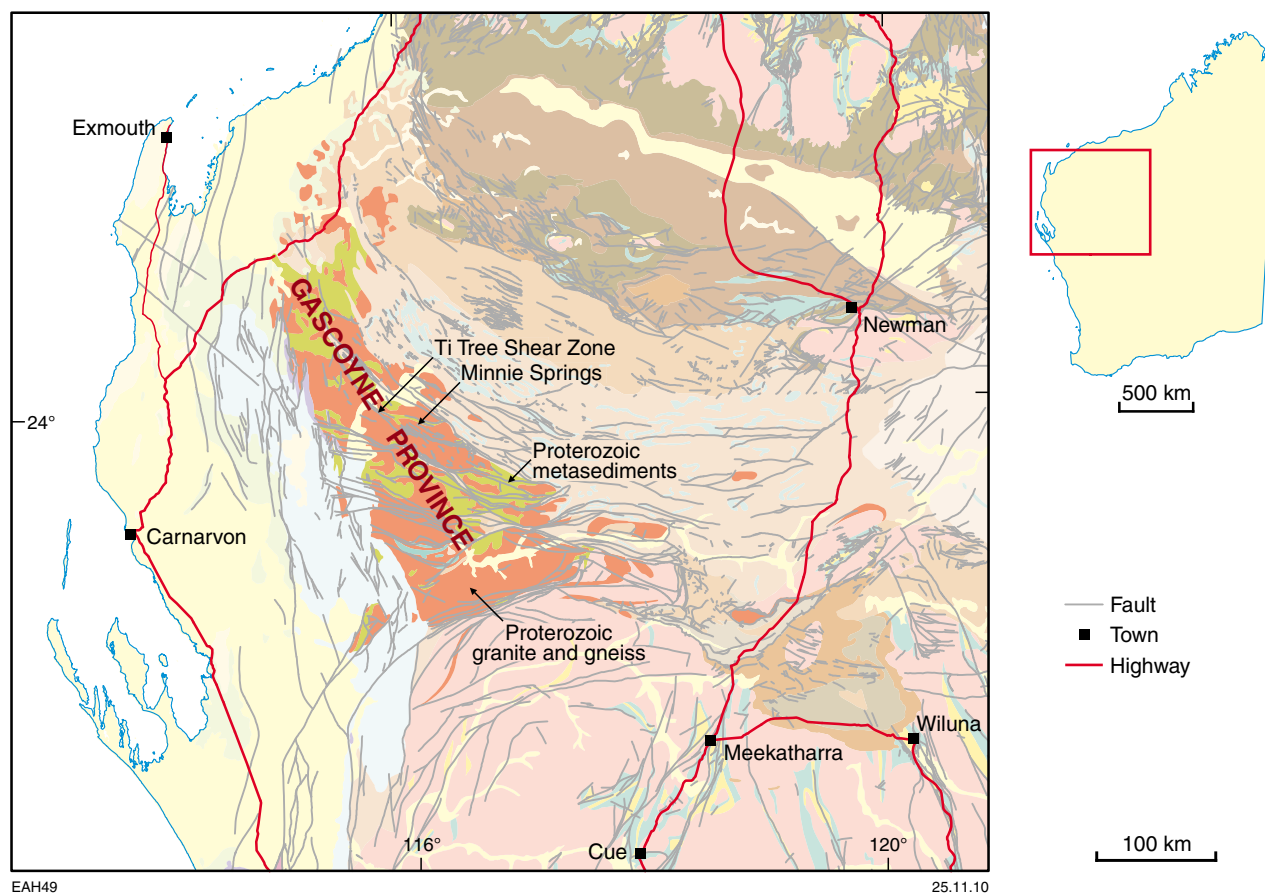 Exmouth
GASCOYNE
PROVINCE
Newman
Ti Tree Shear Zone
Minnie Springs
500 km
24°
Proterozoic
metasediments
Carnarvon
Fault
Town
Highway
Proterozoic
granite and gneiss
Wiluna
Meekatharra
116°
120°
Cue
100 km
EAH49
25.11.10